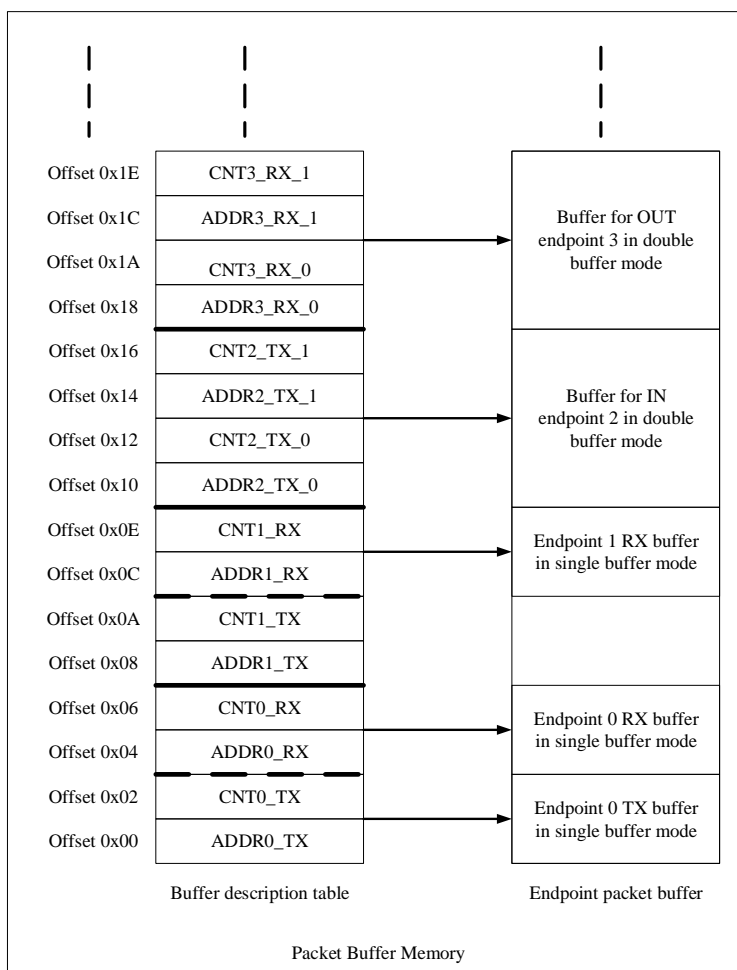 Offset 0x1E CNT3_RX_1
Offset 0x1C ADDR3_RX_1
Offset 0x1A CNT3_RX_0
Offset 0x18 ADDR3_RX_0
Buffer for OUT
endpoint 3 in double
buffer mode
Offset 0x16 CNT2_TX_1
Offset 0x14 ADDR2_TX_1
Offset 0x12 CNT2_TX_0
Offset 0x10 ADDR2_TX_0
Buffer for IN
endpoint 2 in double
buffer mode
Offset 0x0E CNT1_RX
Offset 0x0C ADDR1_RX
Endpoint 1 RX buffer
in single buffer mode
Offset 0x0A CNT1_TX
Offset 0x08 ADDR1_TX
Offset 0x06 CNT0_RX
Offset 0x04 ADDR0_RX
Endpoint 0 RX buffer
in single buffer mode
Offset 0x02 CNT0_TX
Offset 0x00 ADDR0_TX
Endpoint 0 TX buffer
in single buffer mode
Buffer description table
Endpoint packet buffer
Packet Buffer Memory